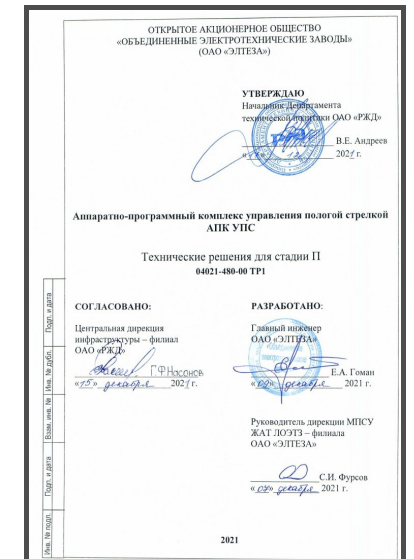 ОТКРЫТОЕ АКЦИОНЕРНОЕ ОБЩЕСТВО
«ОБЪЕДИНЕННЫЕ ЭЛЕКТРОТЕХНИЧЕСКИЕ ЗАВОДЫ»
(ОАО «ЭЛТЕЗА»)
УТВЕРЖДАЮ
Начальник Департамента
технической политики ОАО «РЖД»
В.Е. Андреев
12 2021 г.
Аппаратно-программный комплекс управления пологой стрелкой
АПК УПС
Технические решения для стадии П
04021-480-00 ТР1
СОГЛАСОВАНО:
Центральная дирекция
инфраструктуры – филиал
ОАО «РЖД»
Г.Ф.Насонов
«15» декабря 2021 г.
РАЗРАБОТАНО:
Главный инженер
ОАО «ЭЛТЕЗА»
Е.А. Гоман
декабря 2021 г.
Руководитель дирекции МПСУ
ЖАТ ЛОЭТЗ – филиала
ОАО «ЭЛТЕЗА»
С.И. Фурсов
«07» декабря 2021 г.
2021
Подп. и дата
Инв. № дубл.
Взам. инв. №
Подп. и дата
Инв. № подл.